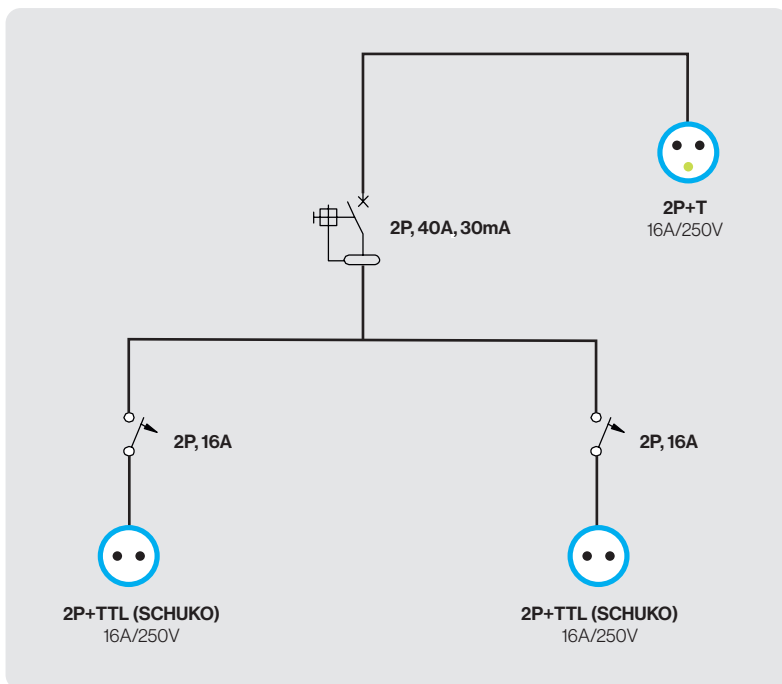 2P+T
16A/250V
2P, 40A, 30mA
2P, 16A
2P, 16A
2P+TTL (SCHUKO)
16A/250V
2P+TTL (SCHUKO)
16A/250V